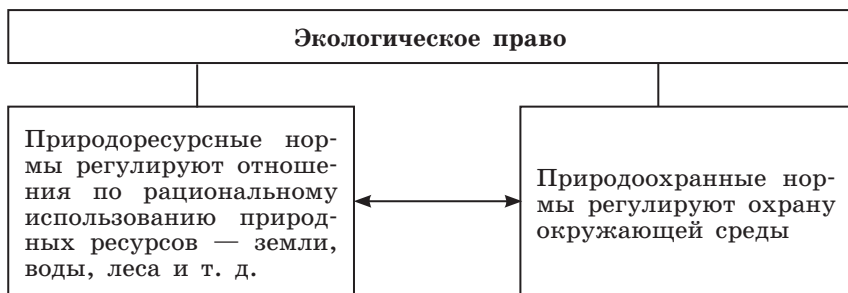 Экологическое право
Природоресурсные нор-
мы регулируют отноше-
ния по рациональному
использованию природ-
ных ресурсов — земли,
воды, леса и т. д.
Природоохранные нор-
мы регулируют охрану
окружающей среды